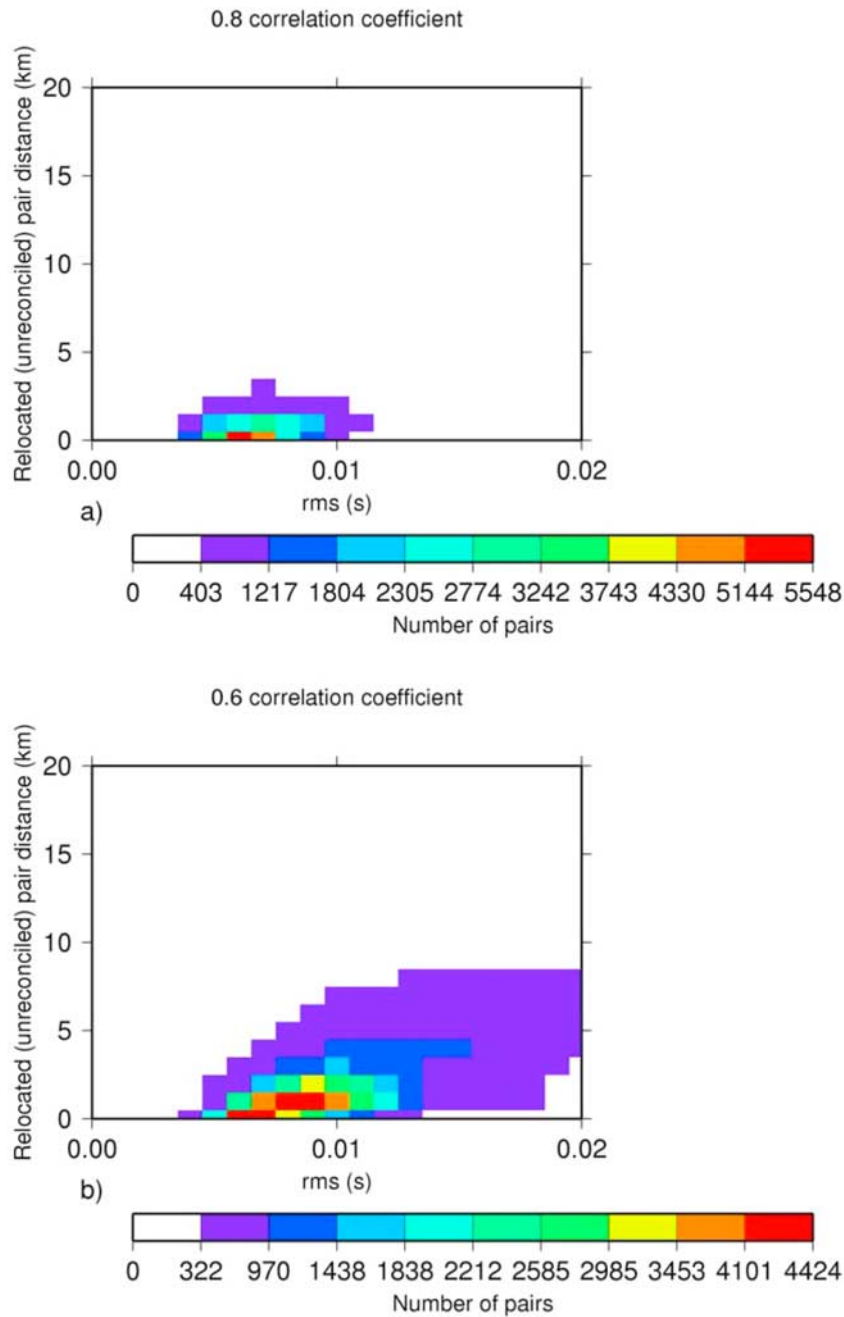 0.8 correlation coefficient
Relocated (unreconciled) pair distance (km)
20
15
10
5
0
0.00 0.01 0.02
rms (s)
a)
0 403 1217 1804 2305 2774 3242 3743 4330 5144 5548
Number of pairs
0.6 correlation coefficient
Relocated (unreconciled) pair distance (km)
20
15
10
5
0
0.00 0.01 0.02
rms (s)
b)
0 322 970 1438 1838 2212 2585 2985 3453 4101 4424
Number of pairs